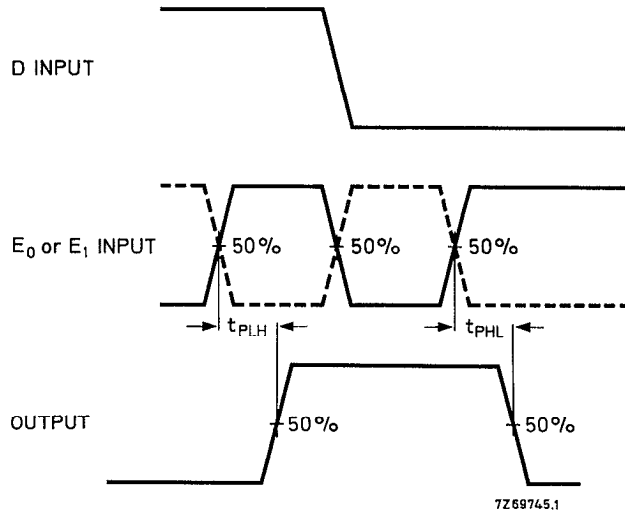 D INPUT
E₀ or E₁ INPUT
50% 50% 50%
tPLH tPHL
OUTPUT
50% 50%
7Z69745.1